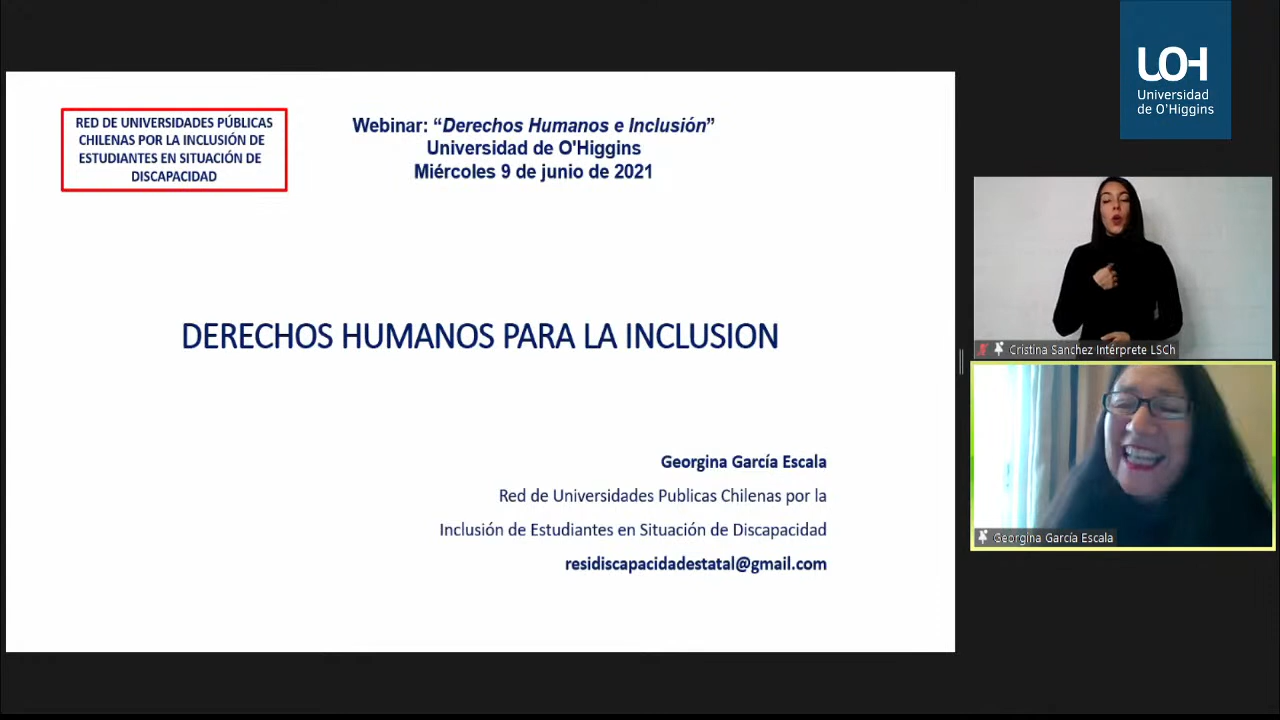 RED DE UNIVERSIDADES PÚBLICAS
CHILENAS POR LA INCLUSIÓN DE
ESTUDIANTES EN SITUACIÓN DE
DISCAPACIDAD
Webinar: “Derechos Humanos e Inclusión”
Universidad de O'Higgins
Miércoles 9 de junio de 2021
DERECHOS HUMANOS PARA LA INCLUSION
Georgina García Escala
Red de Universidades Publicas Chilenas por la
Inclusión de Estudiantes en Situación de Discapacidad
residiscapacidadestatal@gmail.com
UOH
Universidad
de O'Higgins
Cristina Sanchez Intérprete LSCh
Georgina García Escala